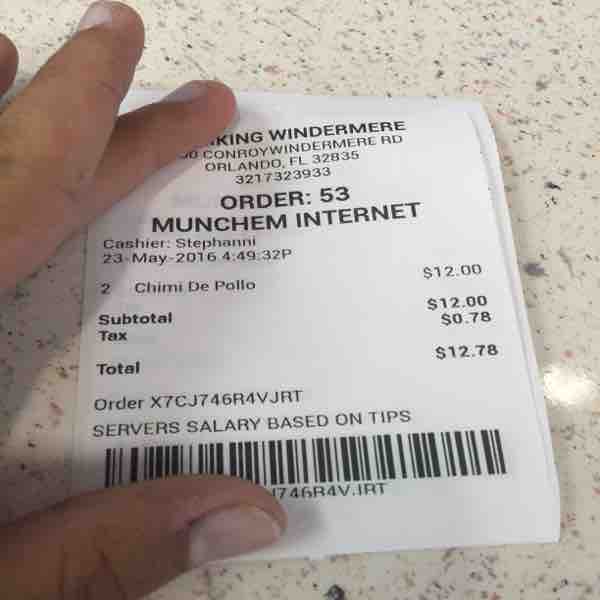 KING WINDERMERE
0 CONROYWINDERMERE RD
ORLANDO, FL 32835
3217323933
ORDER: 53
MUNCHEM INTERNET
Cashier: Stephanni
23-May-2016 4:49:32P
2 Chimi De Pollo $12.00
Subtotal $12.00
Tax $0.78
Total $12.78
Order X7CJ746R4VJRT
SERVERS SALARY BASED ON TIPS
J746R4VJRT